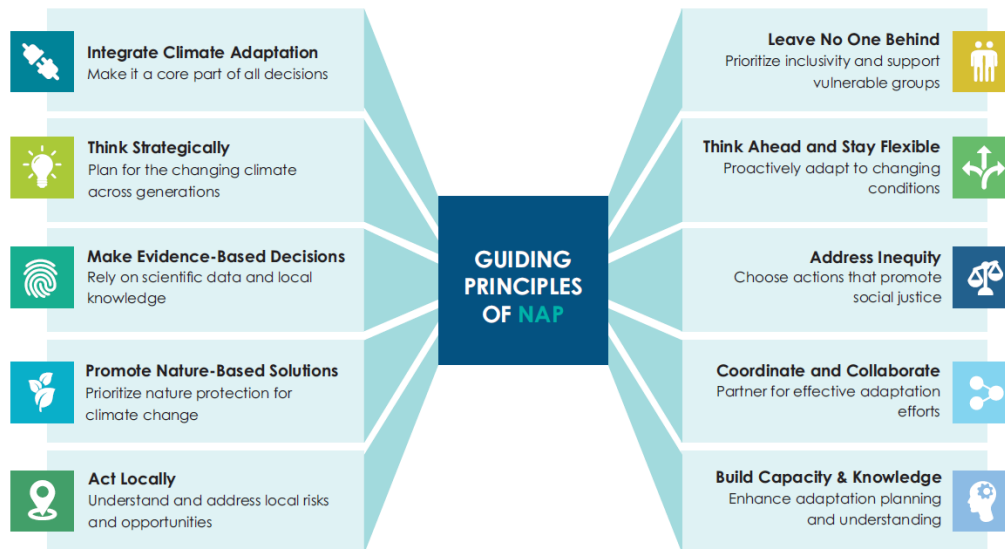 Integrate Climate Adaptation
Make it a core part of all decisions
Think Strategically
Plan for the changing climate
across generations
Make Evidence-Based Decisions
Rely on scientific data and local
knowledge
Promote Nature-Based Solutions
Prioritize nature protection for
climate change
Act Locally
Understand and address local risks
and opportunities
GUIDING
PRINCIPLES
OF NAP
Leave No One Behind
Prioritize inclusivity and support
vulnerable groups
Think Ahead and Stay Flexible
Proactively adapt to changing
conditions
Address Inequity
Choose actions that promote
social justice
Coordinate and Collaborate
Partner for effective adaptation
efforts
Build Capacity & Knowledge
Enhance adaptation planning
and understanding